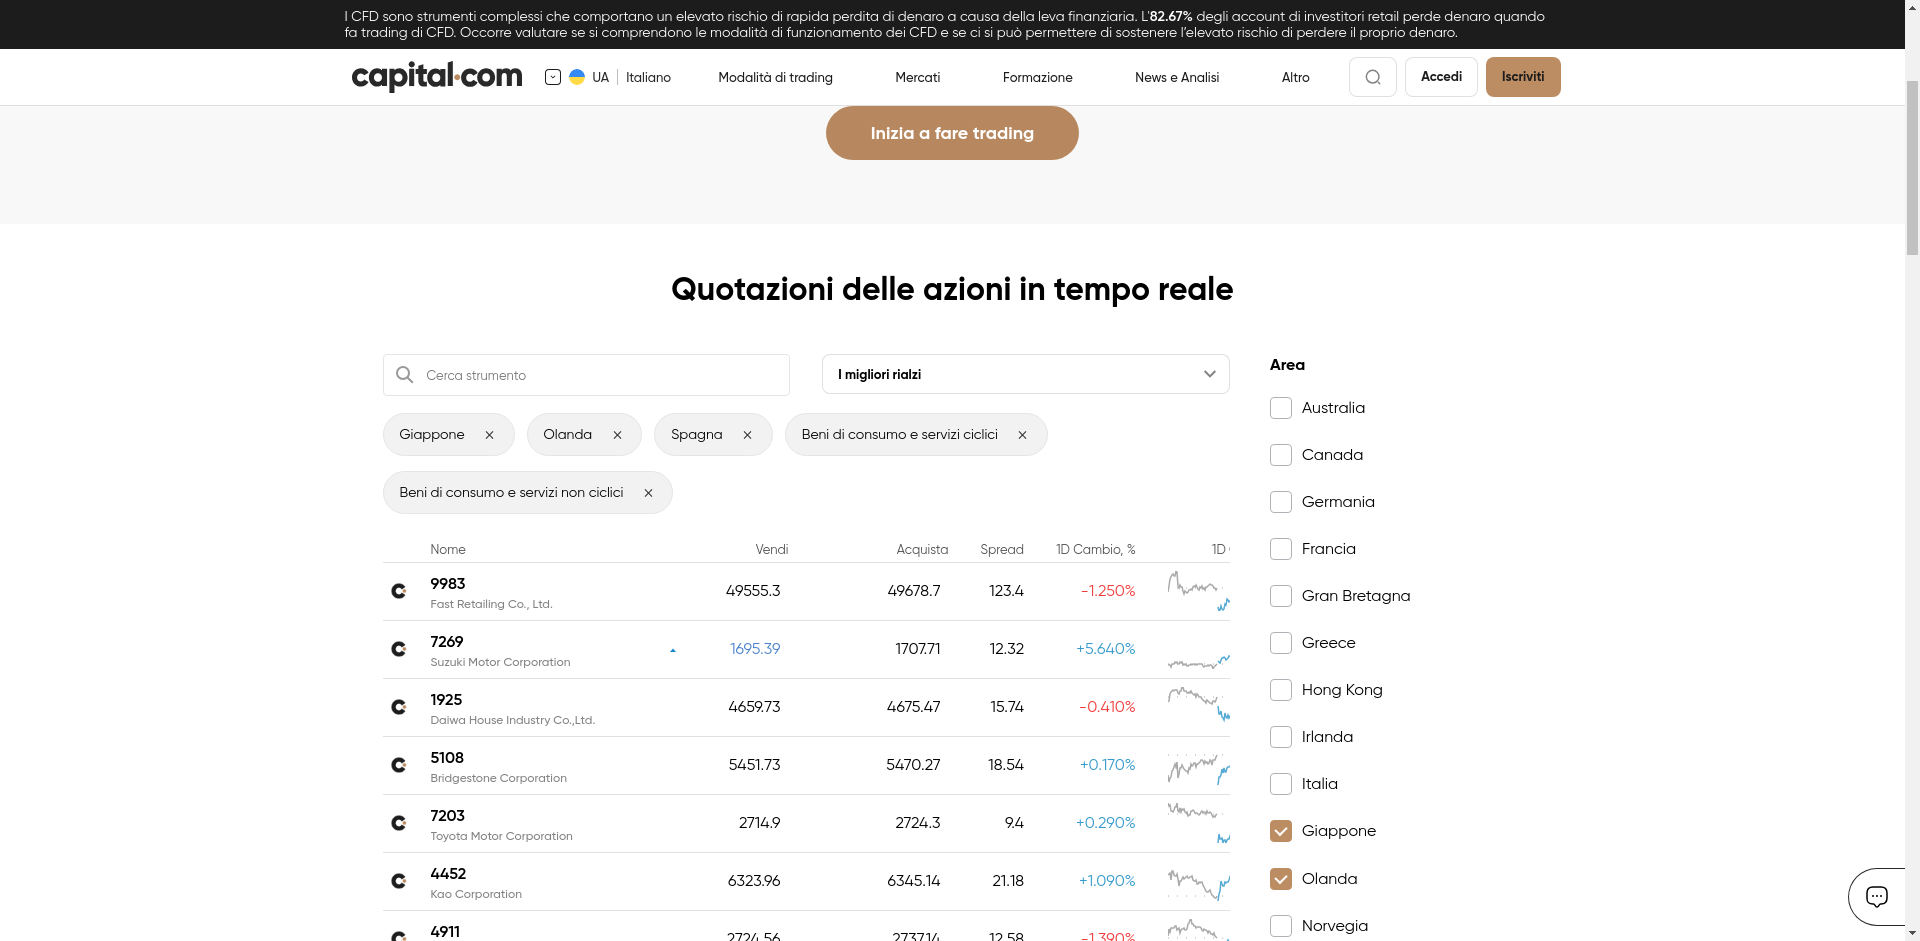 I CFD sono strumenti complessi che comportano un elevato rischio di rapida perdita di denaro a causa della leva finanziaria. L'82.67% degli account di investitori retail perde denaro quando
fa trading di CFD. Occorre valutare se si comprendono le modalità di funzionamento dei CFD e se ci si può permettere di sostenere l'elevato rischio di perdere il proprio denaro.
capital.com UA Italiano Modalità di trading Mercati Formazione News e Analisi Altro Accedi Iscriviti
Inizia a fare trading
Quotazioni delle azioni in tempo reale
Cerca strumento I migliori rialzi
Giappone Olanda Spagna Beni di consumo e servizi ciclici
Beni di consumo e servizi non ciclici
Nome Vendi Acquista Spread 1D Cambio, % 1D
9983 49555.3 49678.7 123.4 -1.250%
Fast Retailing Co., Ltd.
7269 1695.39 1707.71 12.32 +5.640%
Suzuki Motor Corporation
1925 4659.73 4675.47 15.74 -0.410%
Daiwa House Industry Co.,Ltd.
5108 5451.73 5470.27 18.54 +0.170%
Bridgestone Corporation
7203 2714.9 2724.3 9.4 +0.290%
Toyota Motor Corporation
4452 6323.96 6345.14 21.18 +1.090%
Kao Corporation
4911 2724.56 2737.14 12.58 -1.390%
Area
Australia
Canada
Germania
Francia
Gran Bretagna
Greece
Hong Kong
Irlanda
Italia
Giappone
Olanda
Norvegia